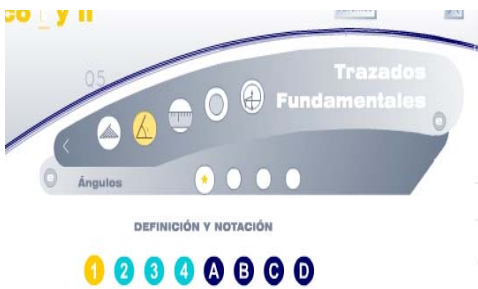 05
Trazados
Fundamentales
Ángulos
DEFINICIÓN Y NOTACIÓN
1 2 3 4 A B C D